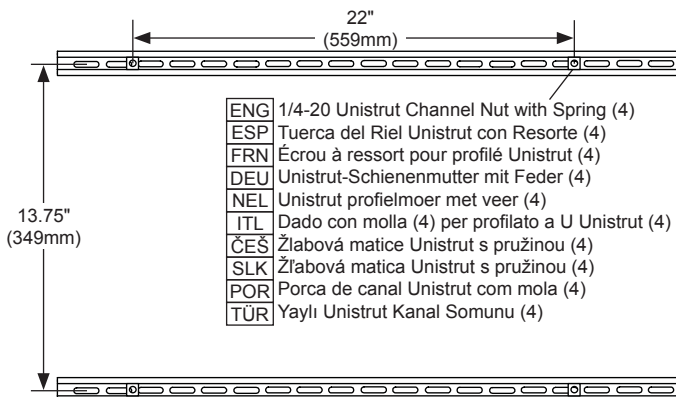 22"
(559mm)
ENG 1/4-20 Unistrut Channel Nut with Spring (4)
ESP Tuerca del Riel Unistrut con Resorte (4)
FRN Écrou à ressort pour profilé Unistrut (4)
DEU Unistrut-Schienenmutter mit Feder (4)
NEL Unistrut profielmoer met veer (4)
ITL Dado con molla (4) per profilato a U Unistrut (4)
ČEŠ Žlabová matice Unistrut s pružinou (4)
SLK Žľabová matica Unistrut s pružinou (4)
POR Porca de canal Unistrut com mola (4)
TÜR Yaylı Unistrut Kanal Somunu (4)
13.75"
(349mm)